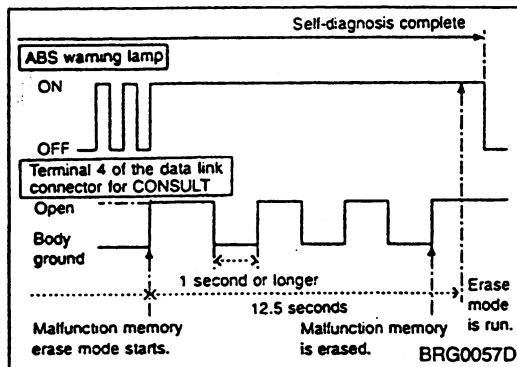 Self-diagnosis complete
ABS warning lamp
ON
OFF
Terminal 4 of the data link
connector for CONSULT
Open
Body
ground
1 second or longer
12.5 seconds
Erase
mode
is run.
Malfunction memory
erase mode starts.
Malfunction memory
is erased.
BRG0057D